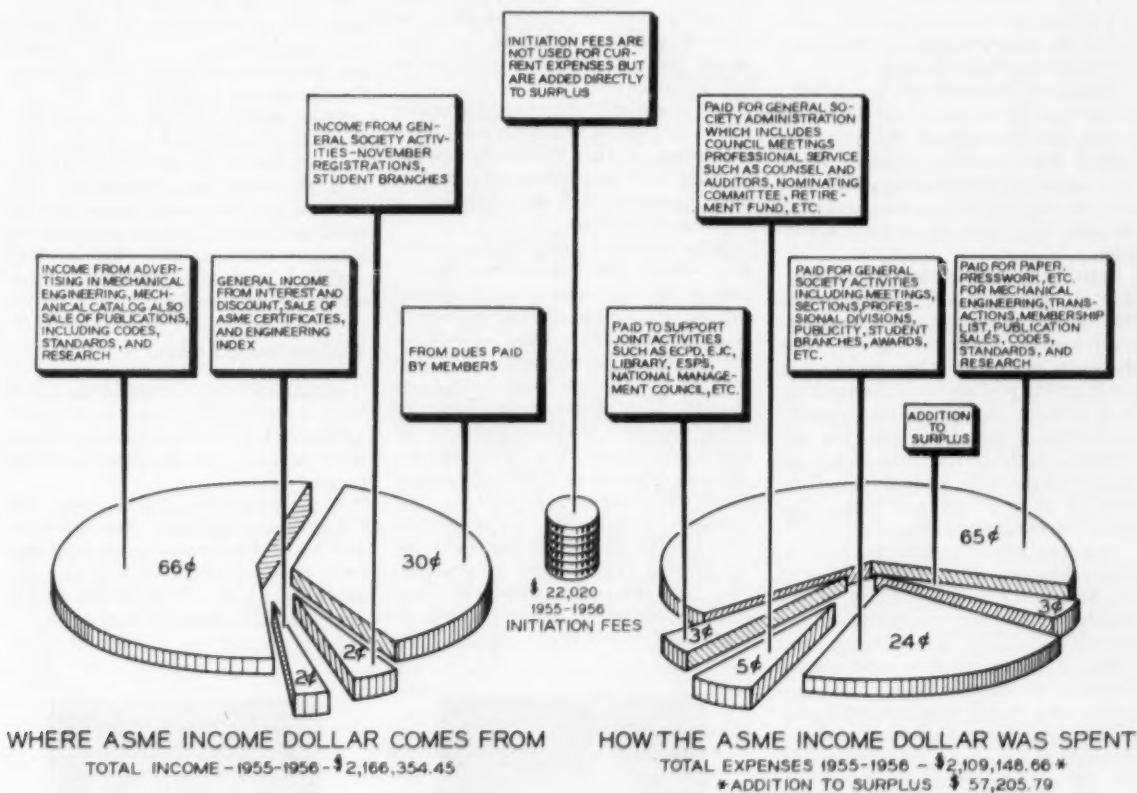 INITIATION FEES ARE
NOT USED FOR CUR-
RENT EXPENSES BUT
ARE ADDED DIRECTLY
TO SURPLUS
INCOME FROM GEN-
ERAL SOCIETY ACTIV-
ITIES-NOVEMBER
REGISTRATIONS,
STUDENT BRANCHES
PAID FOR GENERAL SO-
CIETY ADMINISTRATION
WHICH INCLUDES
COUNCIL MEETINGS
PROFESSIONAL SERVICE
SUCH AS COUNSEL AND
AUDITORS, NOMINATING
COMMITTEE, RETIRE-
MENT FUND, ETC.
INCOME FROM ADVER-
TISING IN MECHANICAL
ENGINEERING, MECH-
ANICAL CATALOG ALSO
SALE OF PUBLICATIONS,
INCLUDING CODES,
STANDARDS, AND
RESEARCH
GENERAL INCOME
FROM INTEREST AND
DISCOUNT, SALE OF
ASME CERTIFICATES,
AND ENGINEERING
INDEX
FROM DUES PAID
BY MEMBERS
PAID TO SUPPORT
JOINT ACTIVITIES
SUCH AS ECPD, EJC,
LIBRARY, ESPS,
NATIONAL MANAGE-
MENT COUNCIL, ETC.
PAID FOR GENERAL
SOCIETY ACTIVITIES
INCLUDING MEETINGS,
SECTIONS, PROFES-
SIONAL DIVISIONS,
PUBLICITY, STUDENT
BRANCHES, AWARDS,
ETC.
PAID FOR PAPER,
PRESSWORK, ETC.
FOR MECHANICAL
ENGINEERING, TRANS-
ACTIONS, MEMBERSHIP
LIST, PUBLICATION
SALES, CODES,
STANDARDS, AND
RESEARCH
ADDITION
TO
SURPLUS
66¢
30¢
2¢
2¢
$ 22,020
1955-1956
INITIATION FEES
65¢
3¢
3¢
5¢
24¢
WHERE ASME INCOME DOLLAR COMES FROM
TOTAL INCOME - 1955-1956 - $2,166,354.45
HOW THE ASME INCOME DOLLAR WAS SPENT
TOTAL EXPENSES 1955-1956 - $2,109,148.66 *
*ADDITION TO SURPLUS $ 57,205.79